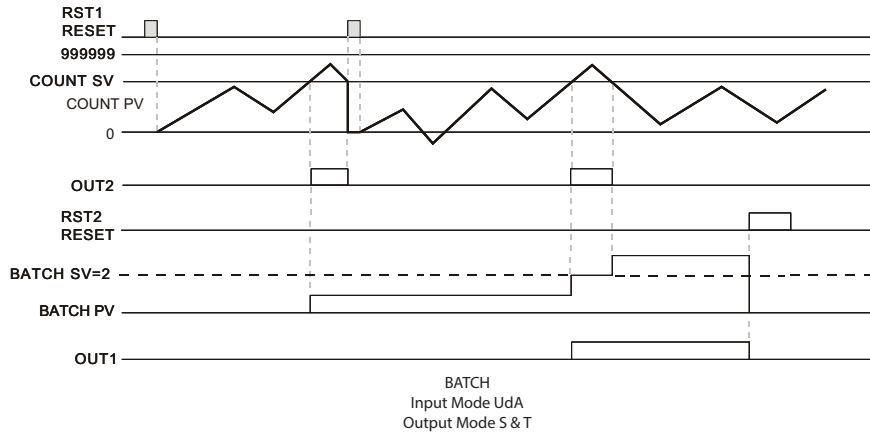 RST1
RESET
999999
COUNT SV
COUNT PV
0
OUT2
RST2
RESET
BATCH SV=2
BATCH PV
OUT1
BATCH
Input Mode UdA
Output Mode S & T